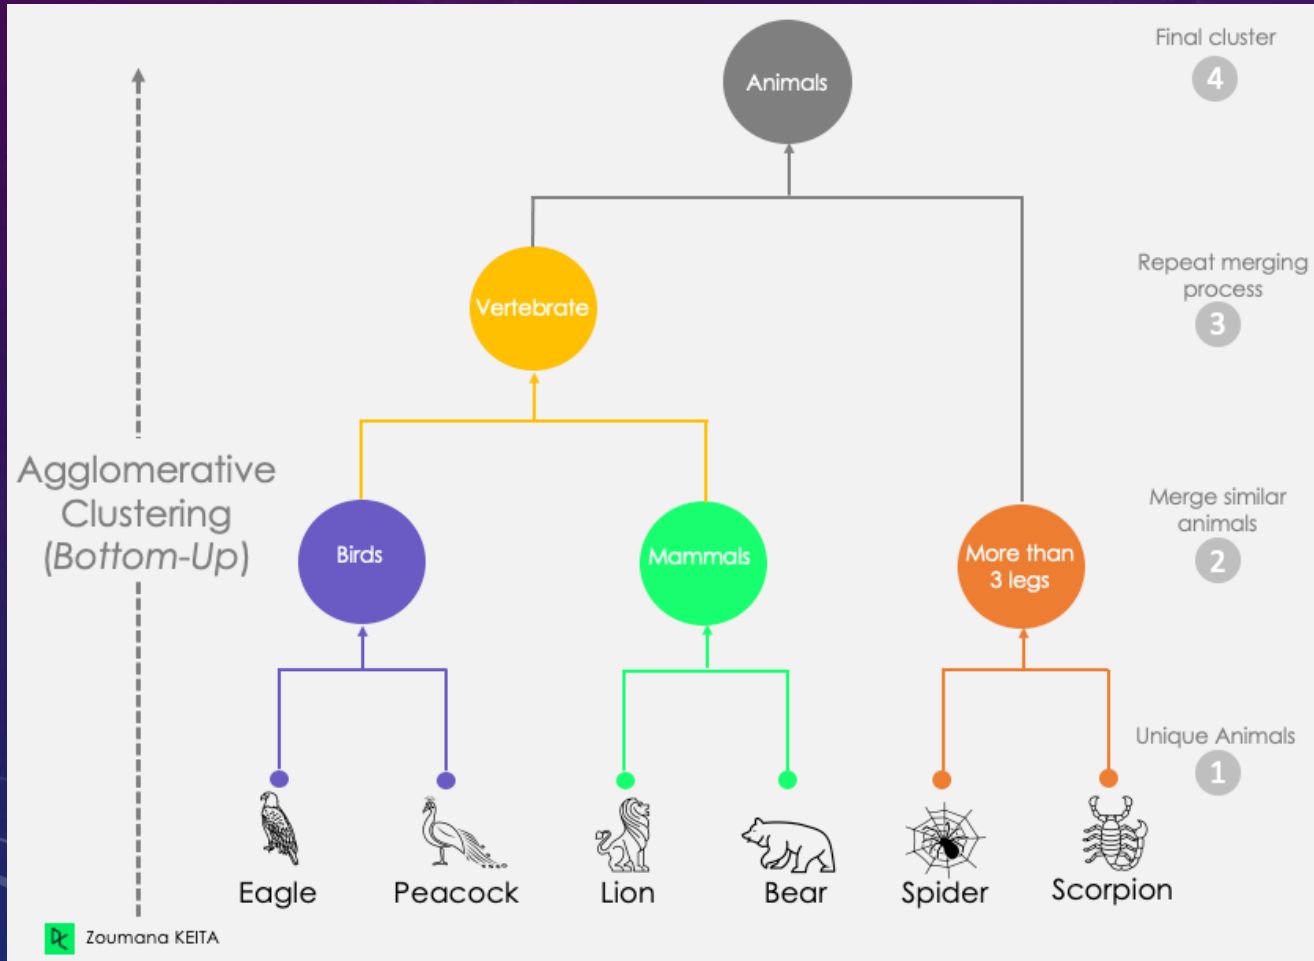 Final cluster
4
Animals
Repeat merging
process
3
Vertebrate
Agglomerative
Clustering
(Bottom-Up)
Merge similar
animals
2
Birds
Mammals
More than
3 legs
Unique Animals
1
Eagle
Peacock
Lion
Bear
Spider
Scorpion
Zoumana KEITA